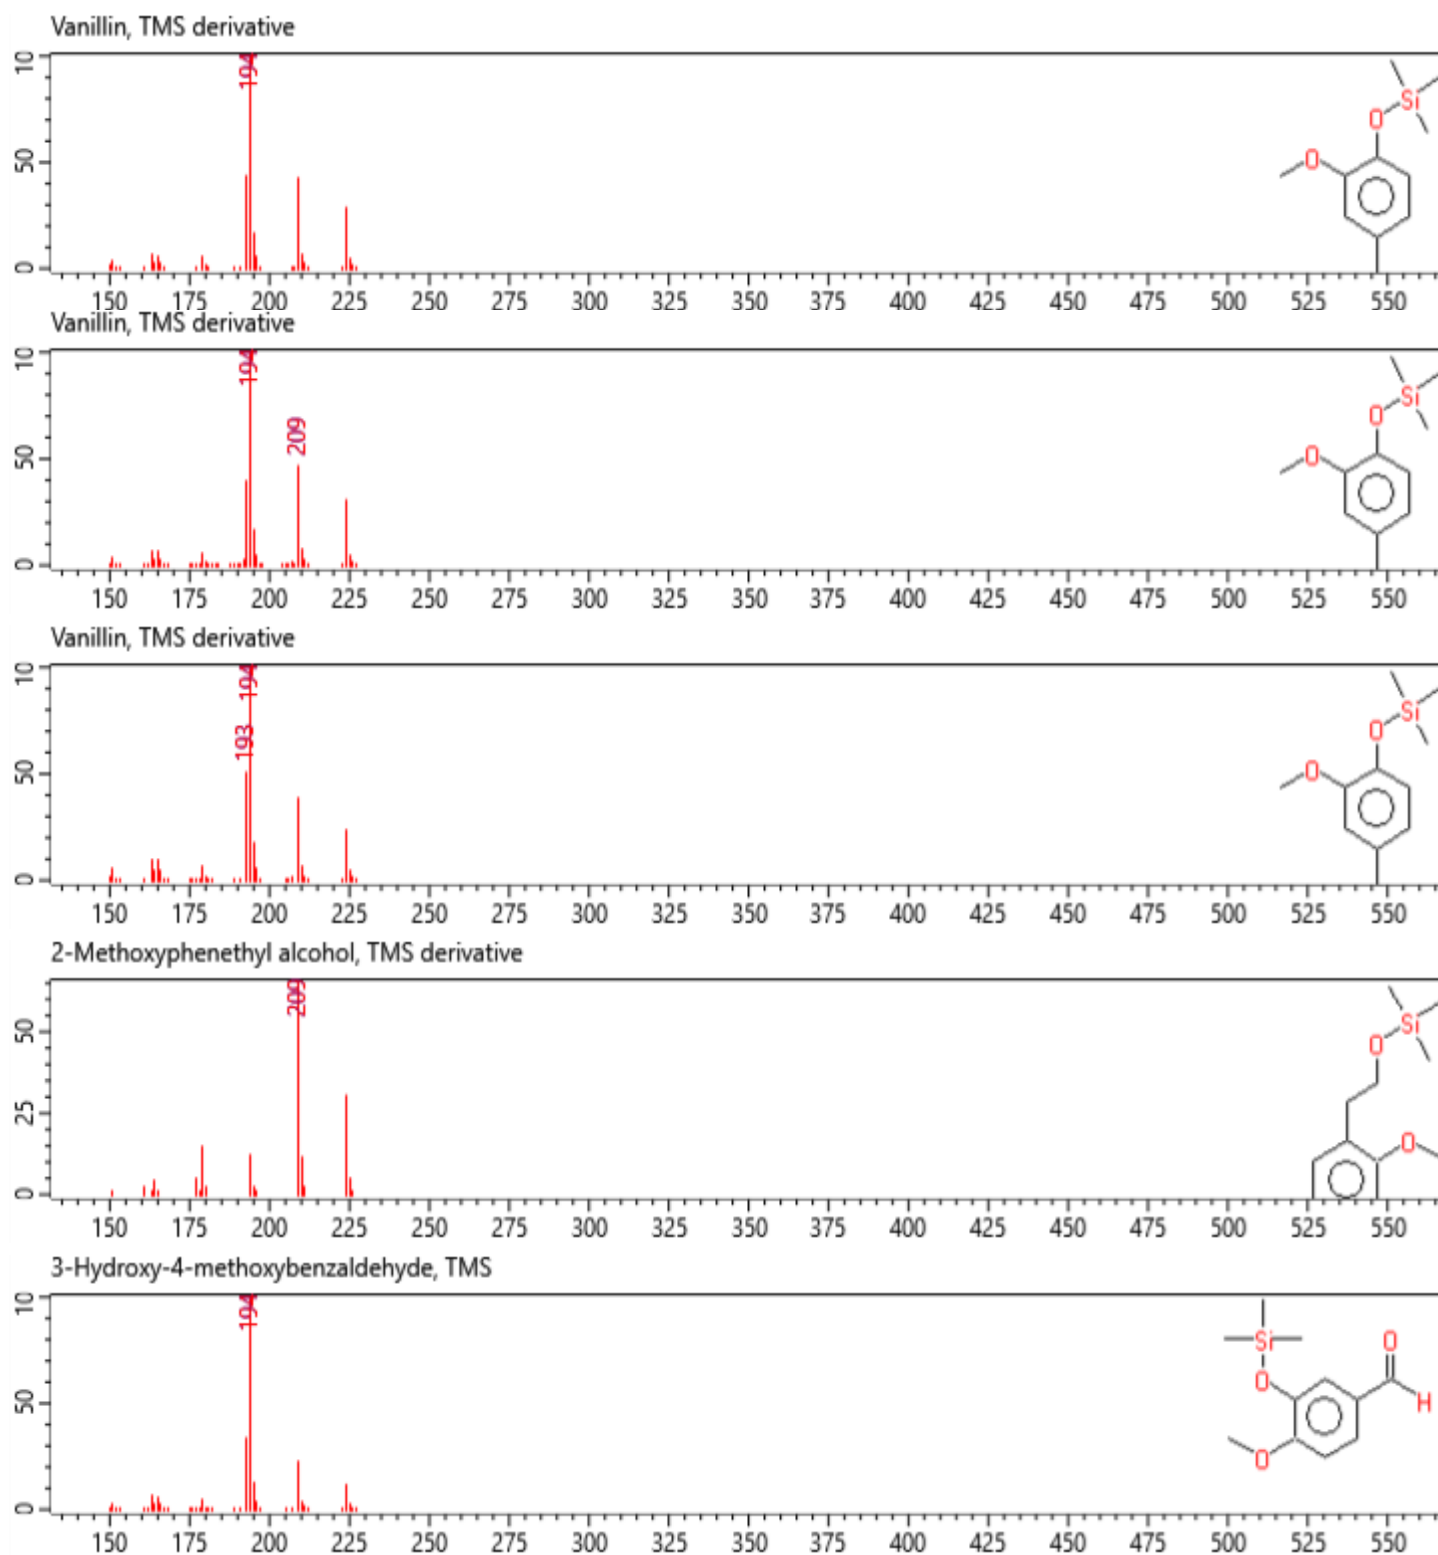 Vanillin, TMS derivative
10
194
50
0
Si
O
O
150 175 200 225 250 275 300 325 350 375 400 425 450 475 500 525 550
Vanillin, TMS derivative
10
194
209
50
0
Si
O
O
150 175 200 225 250 275 300 325 350 375 400 425 450 475 500 525 550
Vanillin, TMS derivative
10
194
193
50
0
Si
O
O
150 175 200 225 250 275 300 325 350 375 400 425 450 475 500 525 550
2-Methoxyphenethyl alcohol, TMS derivative
209
50
25
0
Si
O
O
150 175 200 225 250 275 300 325 350 375 400 425 450 475 500 525 550
3-Hydroxy-4-methoxybenzaldehyde, TMS
10
194
50
0
Si
O
O
H
O
150 175 200 225 250 275 300 325 350 375 400 425 450 475 500 525 550